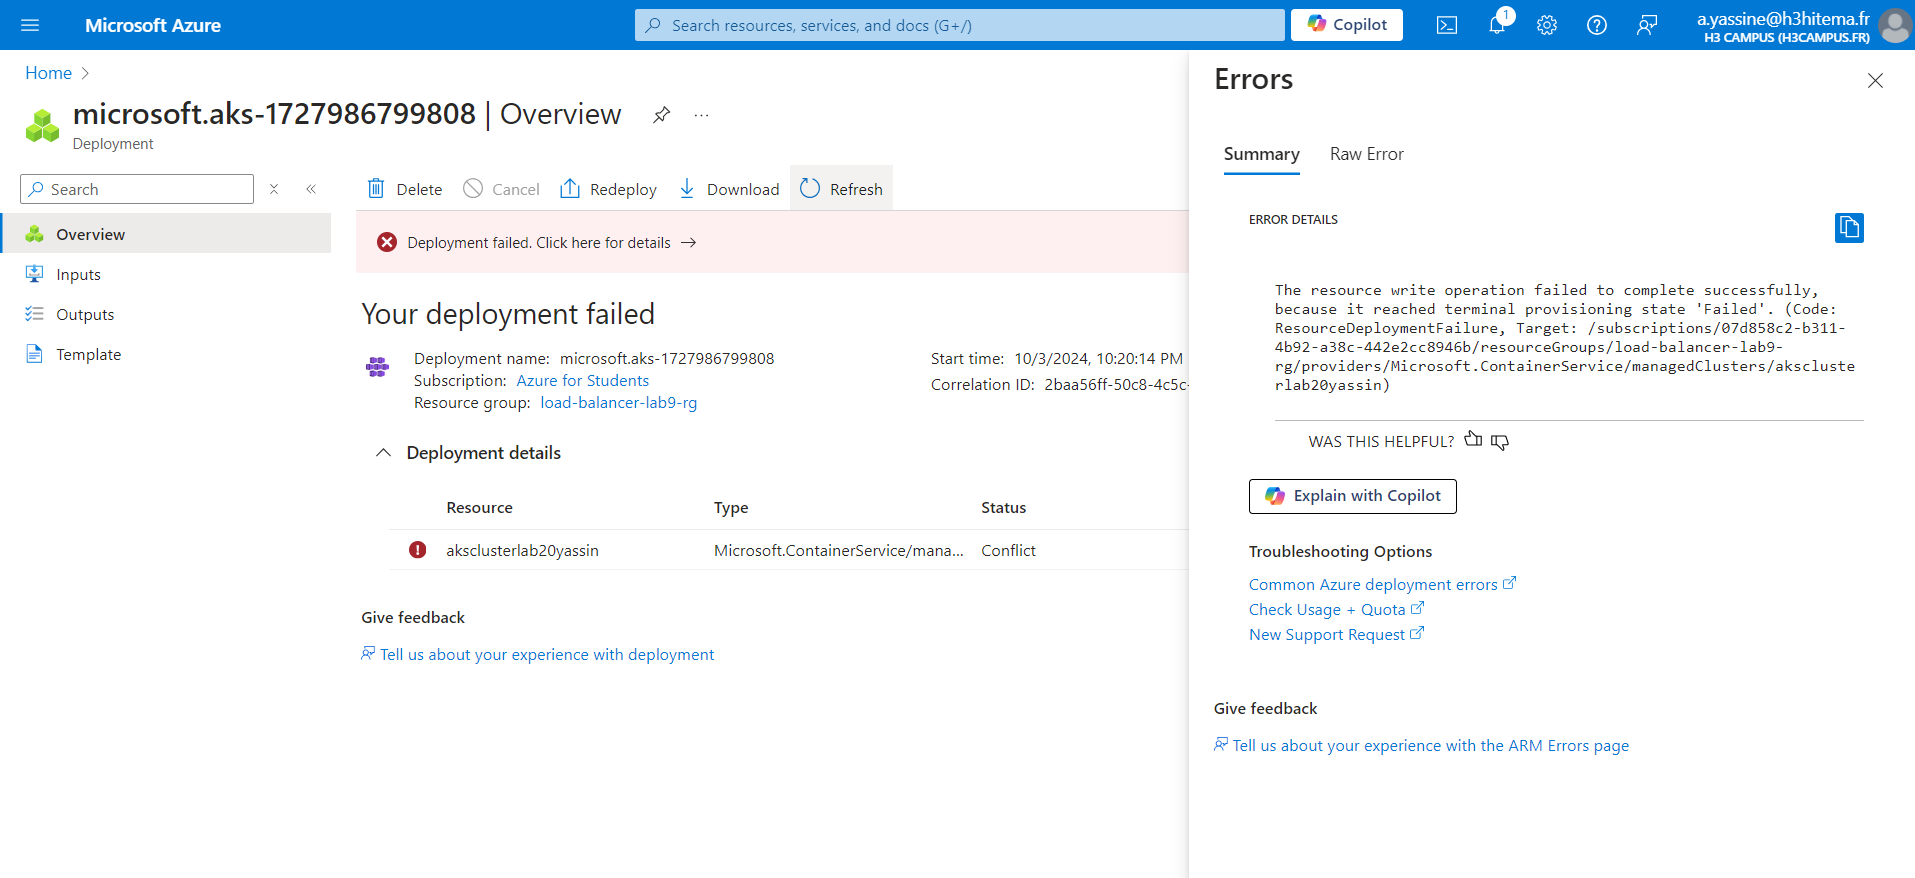 Microsoft Azure
Search resources, services, and docs (G+/)
Copilot
1
a.yassine@h3hitema.fr
H3 CAMPUS (H3CAMPUS.FR)
Home
microsoft.aks-1727986799808 | Overview
Deployment
Search
Overview
Inputs
Outputs
Template
Delete
Cancel
Redeploy
Download
Refresh
Deployment failed. Click here for details →
Your deployment failed
Deployment name: microsoft.aks-1727986799808
Subscription: Azure for Students
Resource group: load-balancer-lab9-rg
Start time: 10/3/2024, 10:20:14 PM
Correlation ID: 2baa56ff-50c8-4c5c-
Deployment details
Resource Type Status
aksclusterlab20yassin Microsoft.ContainerService/mana... Conflict
Give feedback
Tell us about your experience with deployment
Errors
Summary
Raw Error
ERROR DETAILS
The resource write operation failed to complete successfully,
because it reached terminal provisioning state 'Failed'. (Code:
ResourceDeploymentFailure, Target: /subscriptions/07d858c2-b311-
4b92-a38c-442e2cc8946b/resourceGroups/load-balancer-lab9-
rg/providers/Microsoft.ContainerService/managedClusters/akscluste
rlab20yassin)
WAS THIS HELPFUL?
Explain with Copilot
Troubleshooting Options
Common Azure deployment errors
Check Usage + Quota
New Support Request
Give feedback
Tell us about your experience with the ARM Errors page